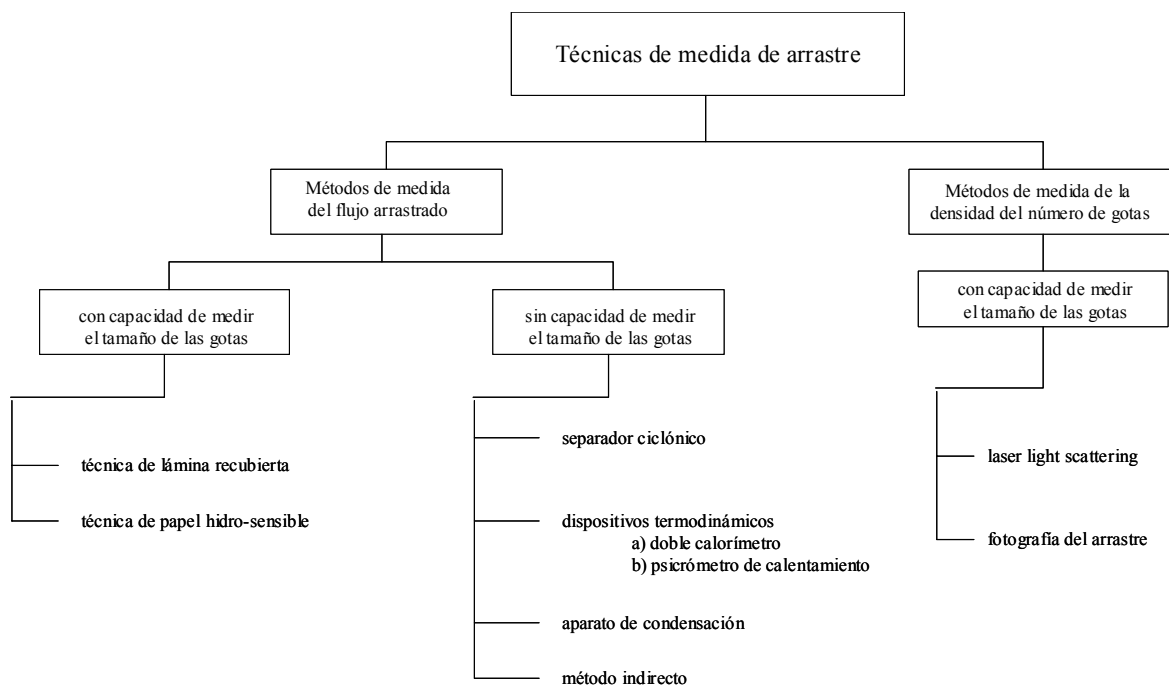 Técnicas de medida de arrastre
Métodos de medida
del flujo arrastrado
Métodos de medida de la
densidad del número de gotas
con capacidad de medir
el tamaño de las gotas
sin capacidad de medir
el tamaño de las gotas
con capacidad de medir
el tamaño de las gotas
técnica de lámina recubierta
técnica de papel hidro-sensible
separador ciclónico
dispositivos termodinámicos
a) doble calorímetro
b) psicrómetro de calentamiento
aparato de condensación
método indirecto
laser light scattering
fotografía del arrastre